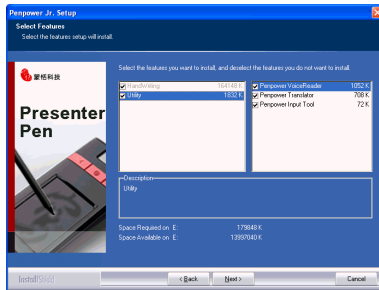 Penpower Jr. Setup
Select Features
Select the features setup will install.
Select the features you want to install, and deselect the features you do not want to install.
蒙恬科技
Presenter
Pen
HandWriting 164148 K
Utility 1832 K
Penpower VoiceReader 1052 K
Penpower Translator 708 K
Penpower Input Tool 72 K
Description
Utility
Space Required on E: 179848 K
Space Available on E: 13997040 K
InstallShield
< Back
Next >
Cancel